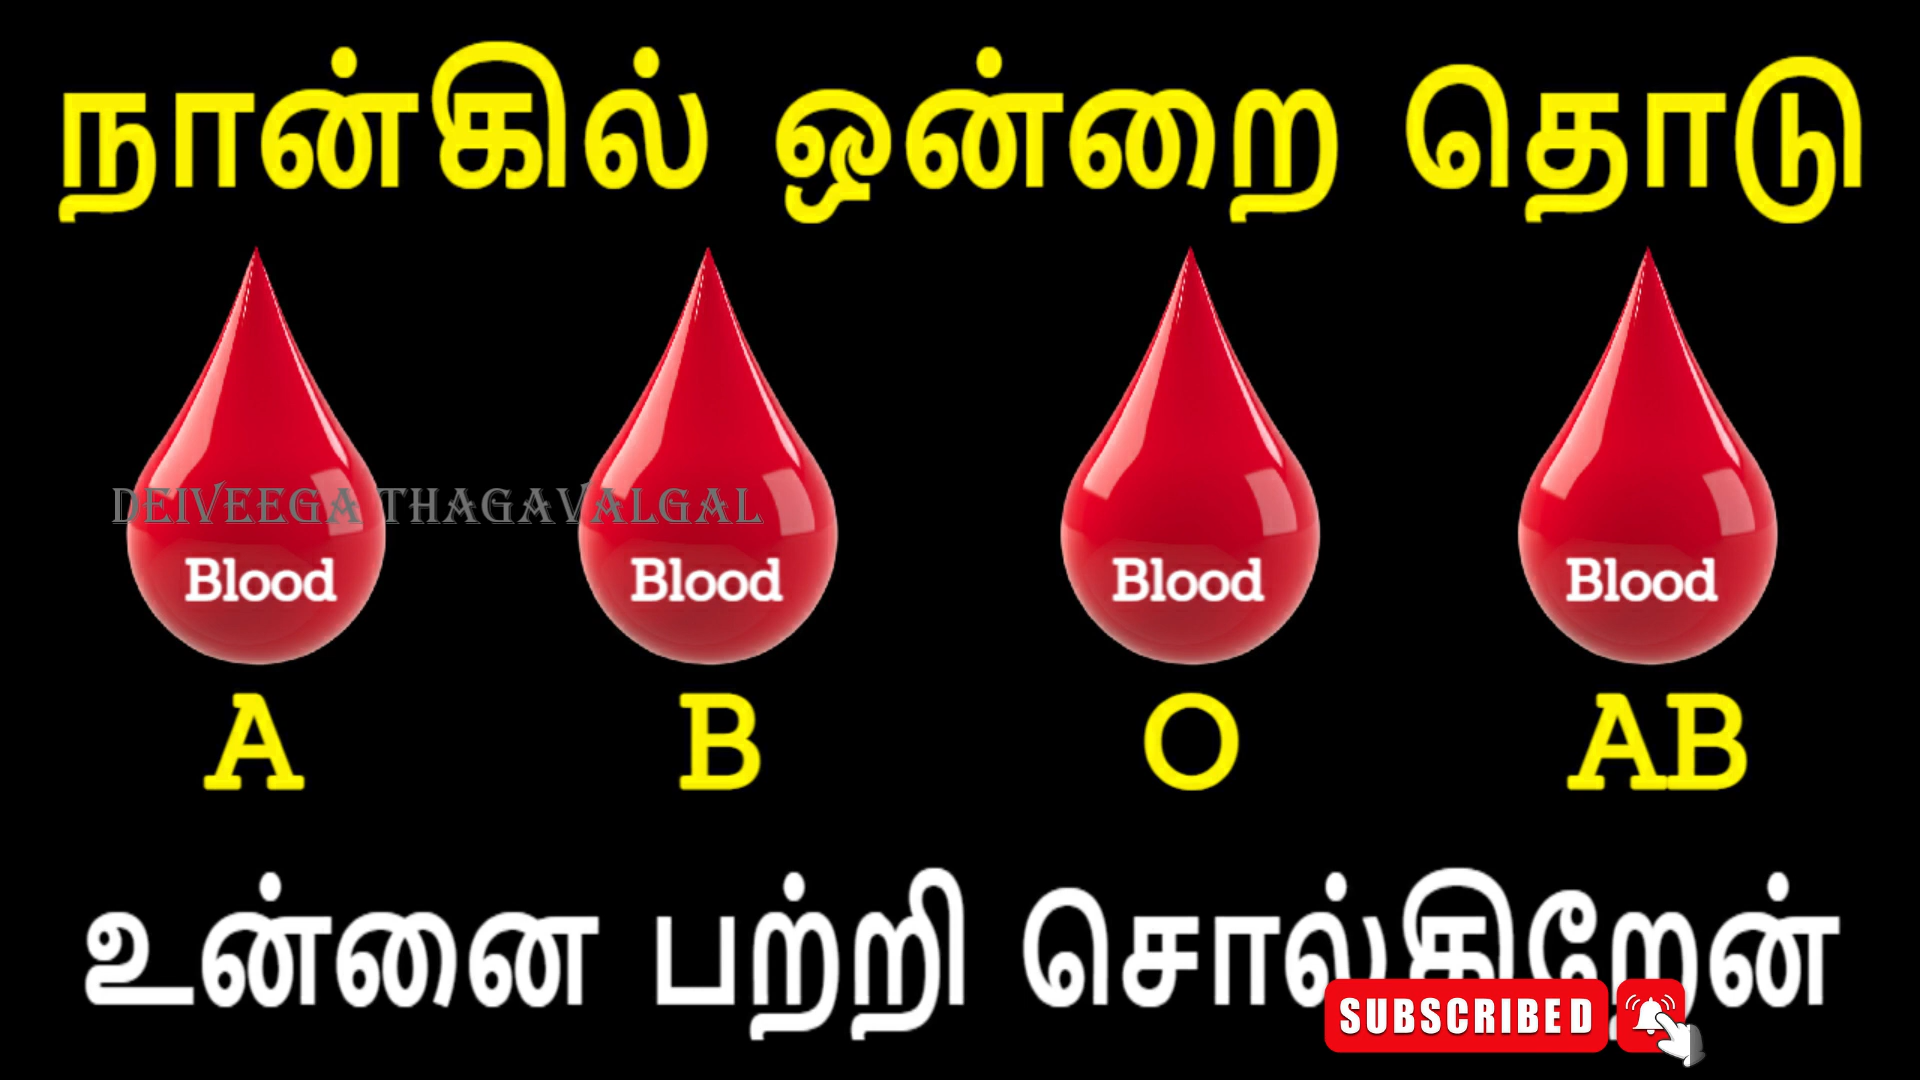 நான்கில் ஒன்றை தொடு
DEIVEEGA THAGAVALGAL
Blood Blood Blood Blood
A B O AB
உன்னை பற்றி சொல்கிறேன்
SUBSCRIBED